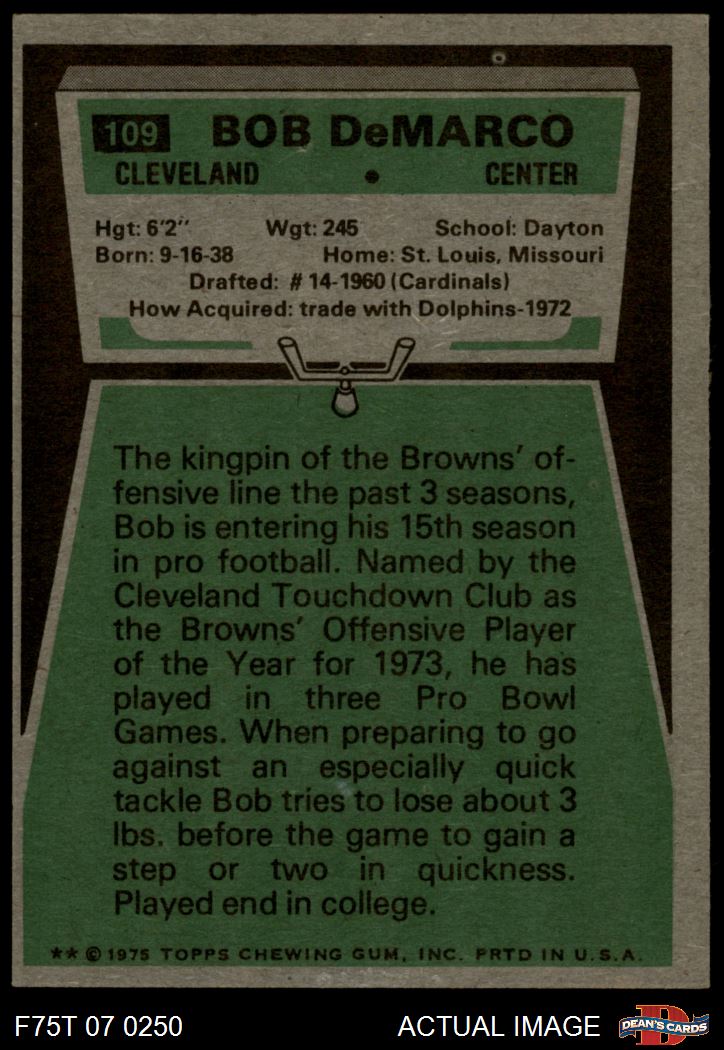 109 BOB DeMARCO
CLEVELAND • CENTER
Hgt: 6'2" Wgt: 245 School: Dayton
Born: 9-16-38 Home: St. Louis, Missouri
Drafted: # 14-1960 (Cardinals)
How Acquired: trade with Dolphins-1972
The kingpin of the Browns' of-
fensive line the past 3 seasons,
Bob is entering his 15th season
in pro football. Named by the
Cleveland Touchdown Club as
the Browns' Offensive Player
of the Year for 1973, he has
played in three Pro Bowl
Games. When preparing to go
against an especially quick
tackle Bob tries to lose about 3
lbs. before the game to gain a
step or two in quickness.
Played end in college.
** © 1975 TOPPS CHEWING GUM, INC. PRTD IN U.S.A.
F75T 07 0250 ACTUAL IMAGE D DEAN'S CARDS